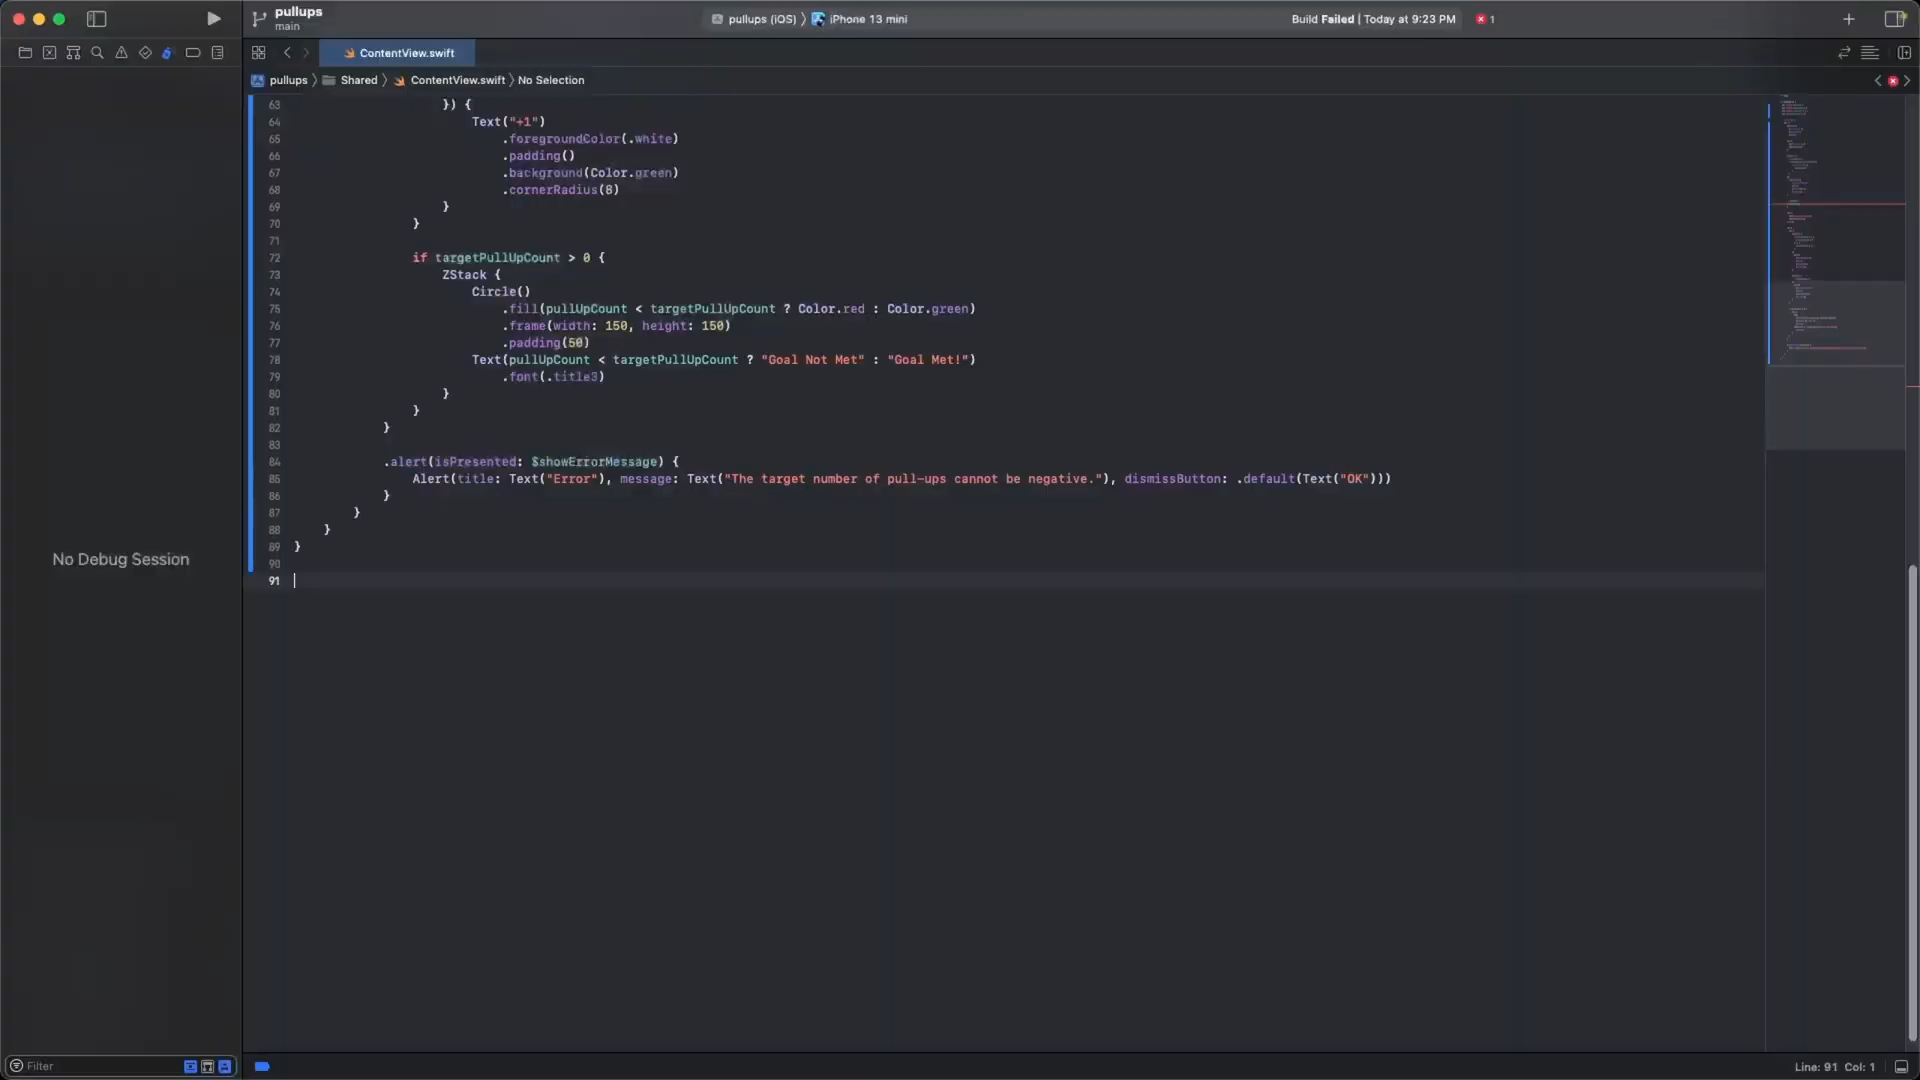 pullups
main
pullups (iOS) 〉 iPhone 13 mini
Build Failed | Today at 9:23 PM
1
ContentView.swift
pullups 〉 Shared 〉 ContentView.swift 〉 No Selection
63 }) {
64 Text("+1")
65 .foregroundColor(.white)
66 .padding()
67 .background(Color.green)
68 .cornerRadius(8)
69 }
70 }
71
72 if targetPullUpCount > 0 {
73 ZStack {
74 Circle()
75 .fill(pullUpCount < targetPullUpCount ? Color.red : Color.green)
76 .frame(width: 150, height: 150)
77 .padding(50)
78 Text(pullUpCount < targetPullUpCount ? "Goal Not Met" : "Goal Met!")
79 .font(.title3)
80 }
81 }
82 }
83
84 .alert(isPresented: $showErrorMessage) {
85 Alert(title: Text("Error"), message: Text("The target number of pull-ups cannot be negative."), dismissButton: .default(Text("OK")))
86 }
87 }
88 }
89 }
90
91
No Debug Session
Filter
Line: 91 Col: 1